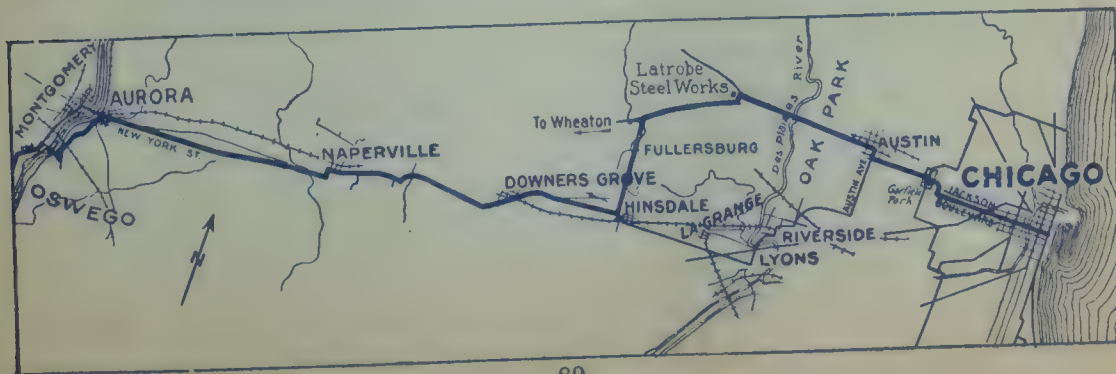 MONTGOMERY
AURORA
NEW YORK ST.
OSWEGO
N
NAPERVILLE
DOWNERS GROVE
To Wheaton
Latrobe
Steel Works
FULLERSBURG
HINSDALE
LA GRANGE
LYONS
RIVERSIDE
Des Plaines River
OAK PARK
AUSTIN AVE.
AUSTIN
Garfield
Park
CHICAGO
JACKSON
BOULEVARD